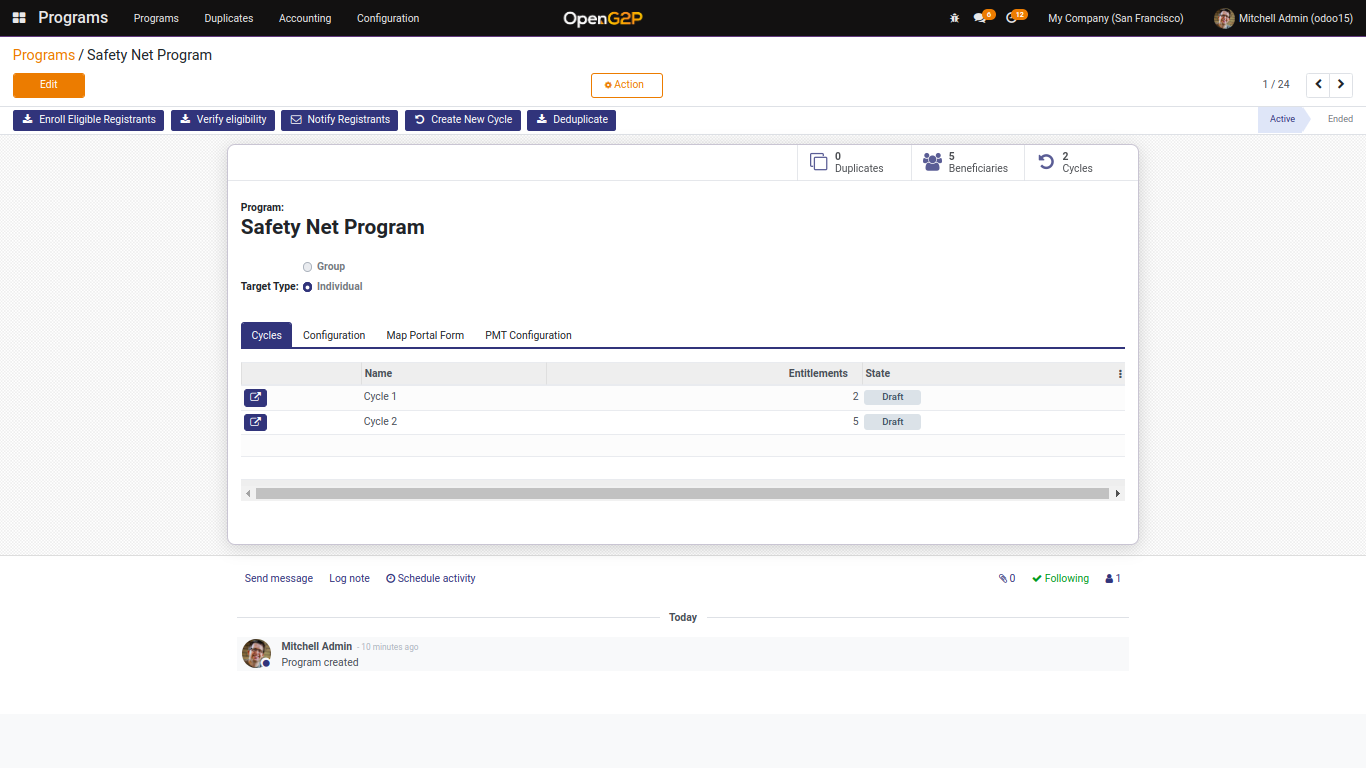 Programs Programs Duplicates Accounting Configuration OpenG2P 6 12 My Company (San Francisco) Mitchell Admin (odoo15)
Programs / Safety Net Program
Edit Action 1 / 24
Enroll Eligible Registrants Verify eligibility Notify Registrants Create New Cycle Deduplicate Active Ended
0 Duplicates 5 Beneficiaries 2 Cycles
Program:
Safety Net Program
Group
Target Type: Individual
Cycles Configuration Map Portal Form PMT Configuration
Name Entitlements State
Cycle 1 2 Draft
Cycle 2 5 Draft
Send message Log note Schedule activity 0 Following 1
Today
Mitchell Admin - 10 minutes ago
Program created